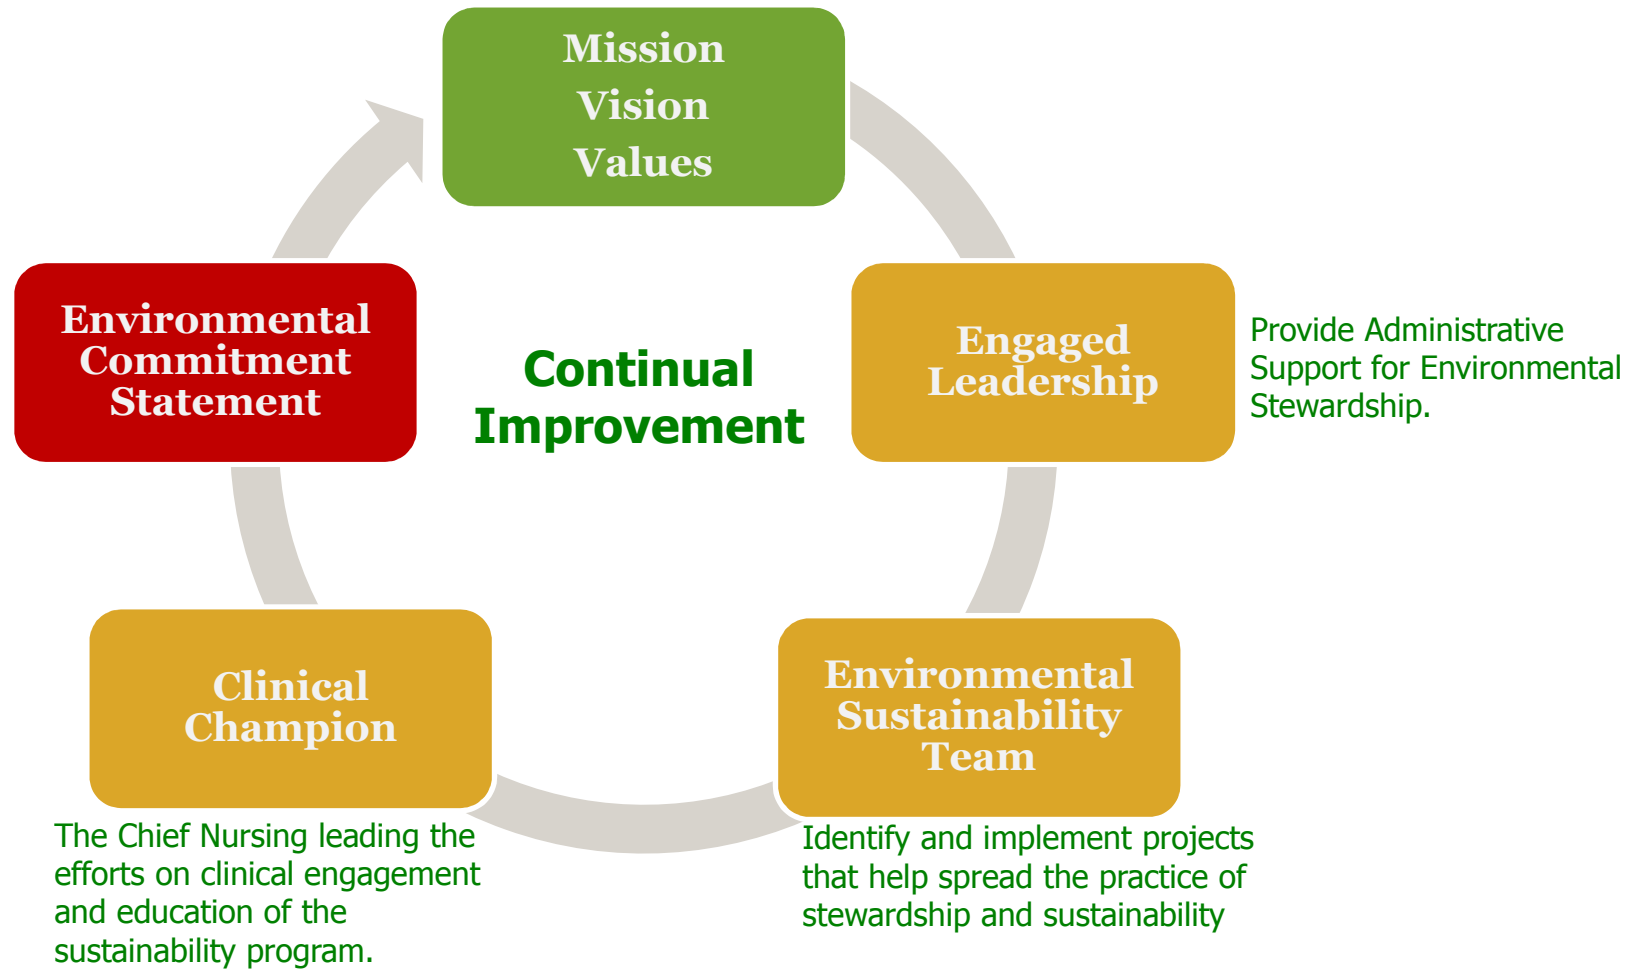 Mission
Vision
Values
Engaged
Leadership
Provide Administrative
Support for Environmental
Stewardship.
Environmental
Commitment
Statement
Continual
Improvement
Environmental
Sustainability
Team
Identify and implement projects
that help spread the practice of
stewardship and sustainability
Clinical
Champion
The Chief Nursing leading the
efforts on clinical engagement
and education of the
sustainability program.